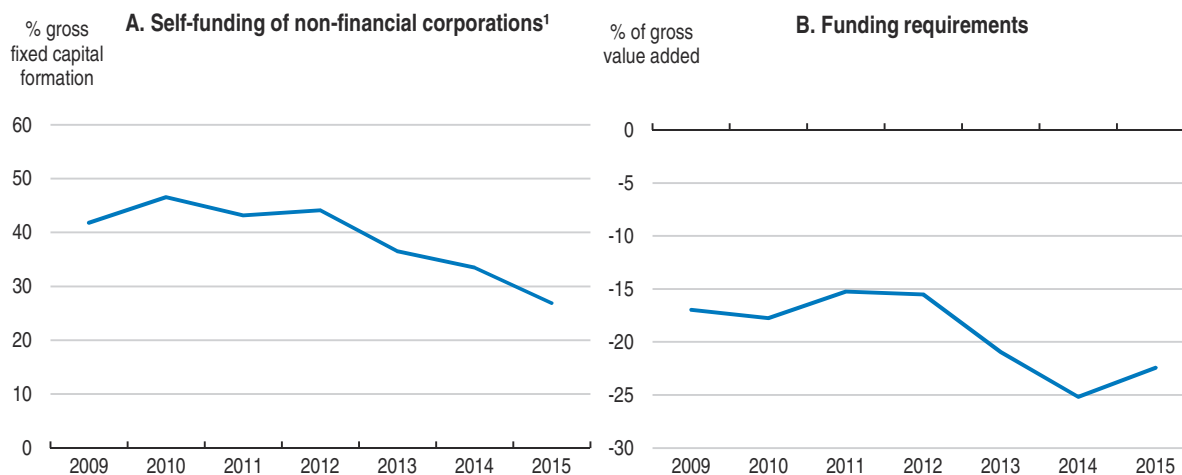 A. Self-funding of non-financial corporations¹
% gross
fixed capital
formation
60
50
40
30
20
10
0
2009 2010 2011 2012 2013 2014 2015
B. Funding requirements
% of gross
value added
0
-5
-10
-15
-20
-25
-30
2009 2010 2011 2012 2013 2014 2015